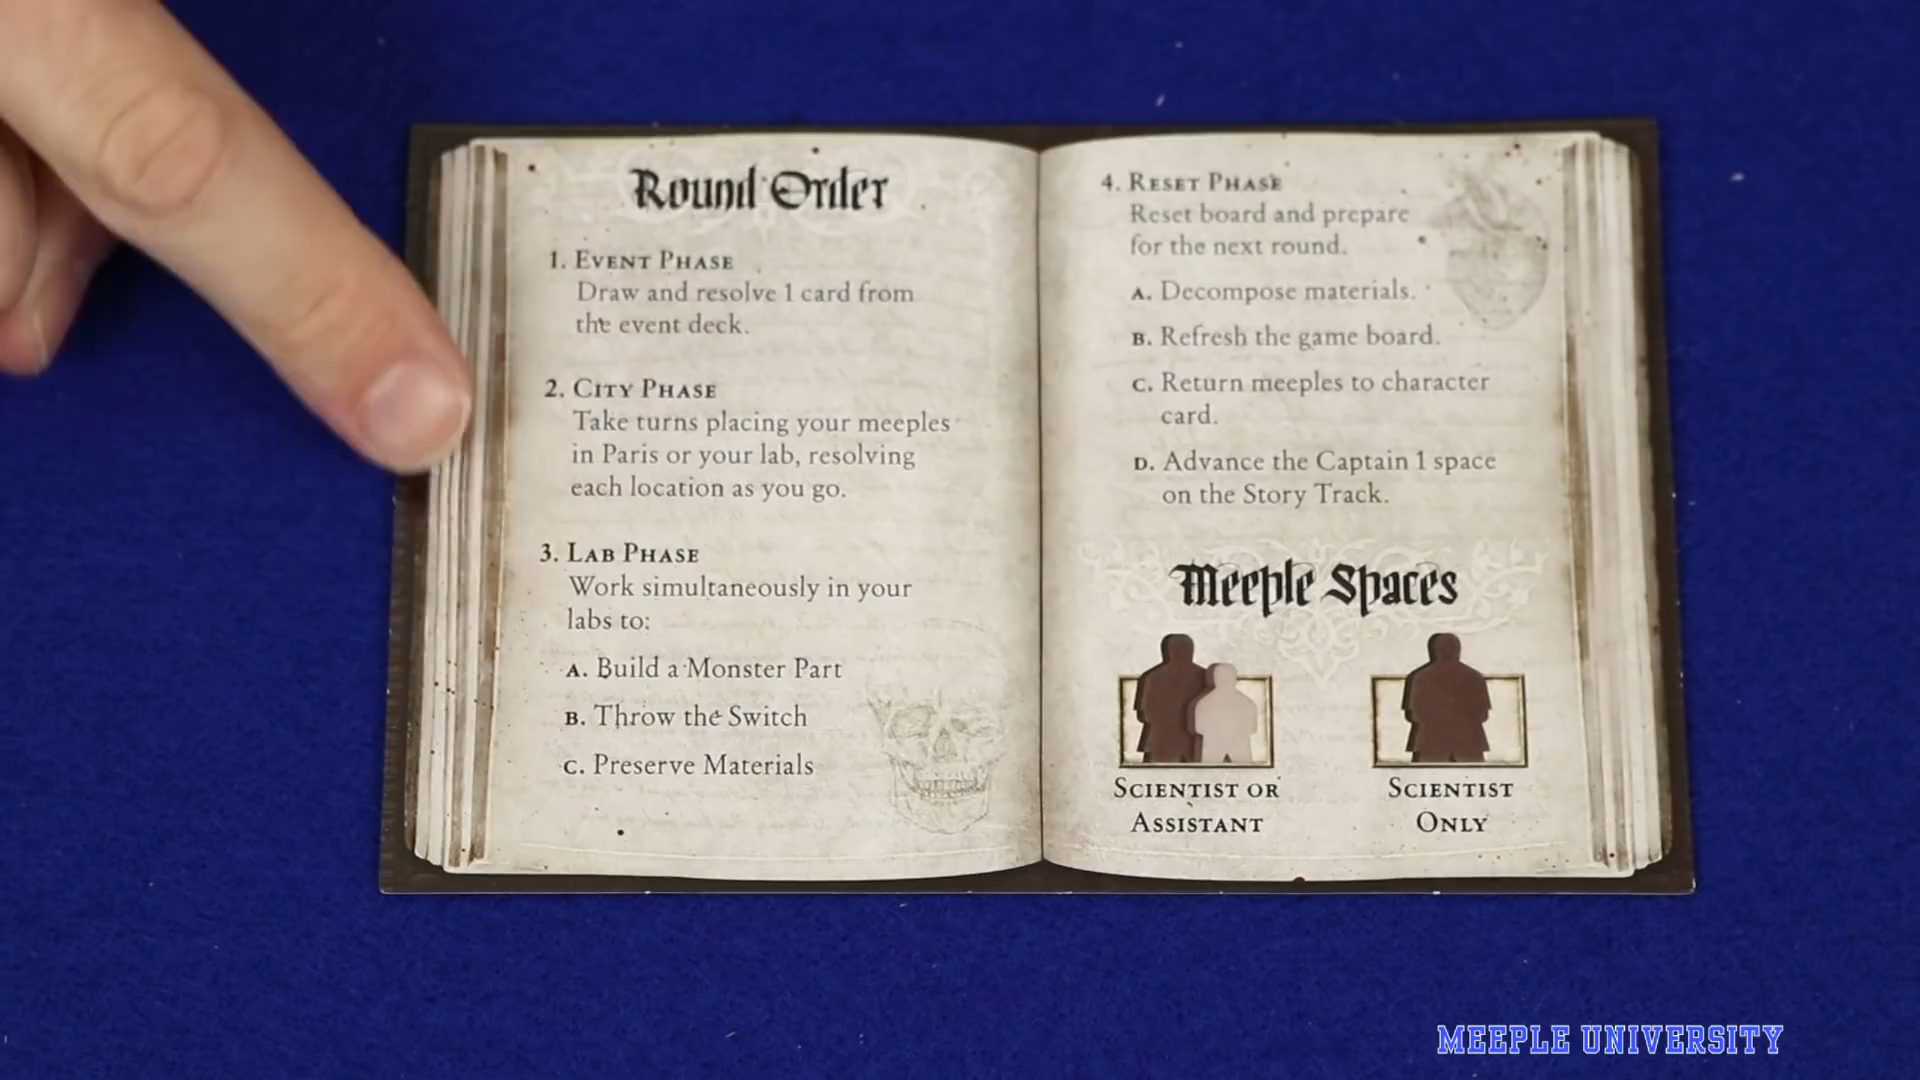 Round Order
1. EVENT PHASE
Draw and resolve 1 card from
the event deck.
2. CITY PHASE
Take turns placing your meeples
in Paris or your lab, resolving
each location as you go.
3. LAB PHASE
Work simultaneously in your
labs to:
A. Build a Monster Part
B. Throw the Switch
C. Preserve Materials
4. RESET PHASE
Reset board and prepare
for the next round.
A. Decompose materials.
B. Refresh the game board.
C. Return meeples to character
card.
D. Advance the Captain 1 space
on the Story Track.
Meeple Spaces
SCIENTIST OR
ASSISTANT
SCIENTIST
ONLY
MEEPLE UNIVERSITY